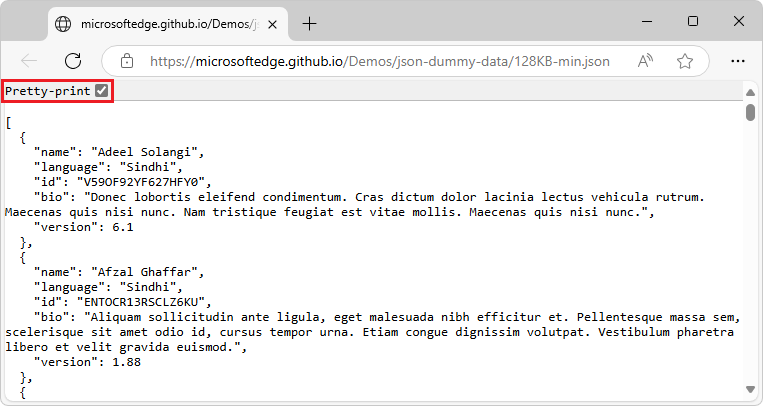 microsoftedge.github.io/Demos/js
https://microsoftedge.github.io/Demos/json-dummy-data/128KB-min.json
Pretty-print
[
  {
    "name": "Adeel Solangi",
    "language": "Sindhi",
    "id": "V59OF92YF627HFY0",
    "bio": "Donec lobortis eleifend condimentum. Cras dictum dolor lacinia lectus vehicula rutrum.
Maecenas quis nisi nunc. Nam tristique feugiat est vitae mollis. Maecenas quis nisi nunc.",
    "version": 6.1
  },
  {
    "name": "Afzal Ghaffar",
    "language": "Sindhi",
    "id": "ENTOCR13RSCLZ6KU",
    "bio": "Aliquam sollicitudin ante ligula, eget malesuada nibh efficitur et. Pellentesque massa sem,
scelerisque sit amet odio id, cursus tempor urna. Etiam congue dignissim volutpat. Vestibulum pharetra
libero et velit gravida euismod.",
    "version": 1.88
  },
  {